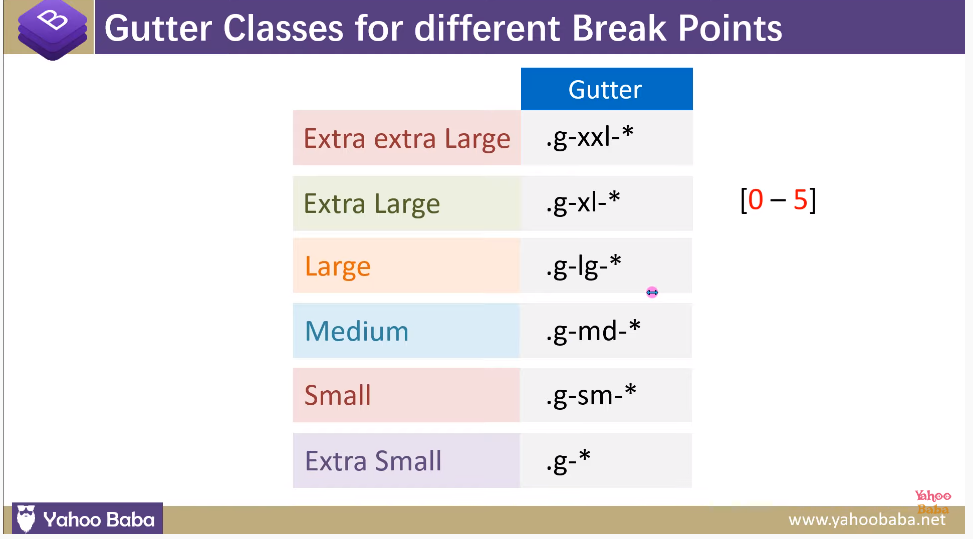 B
Gutter Classes for different Break Points
Gutter
Extra extra Large .g-xxl-*
Extra Large .g-xl-* [0 – 5]
Large .g-lg-*
Medium .g-md-*
Small .g-sm-*
Extra Small .g-*
Yahoo
Baba
Yahoo Baba
www.yahoobaba.net